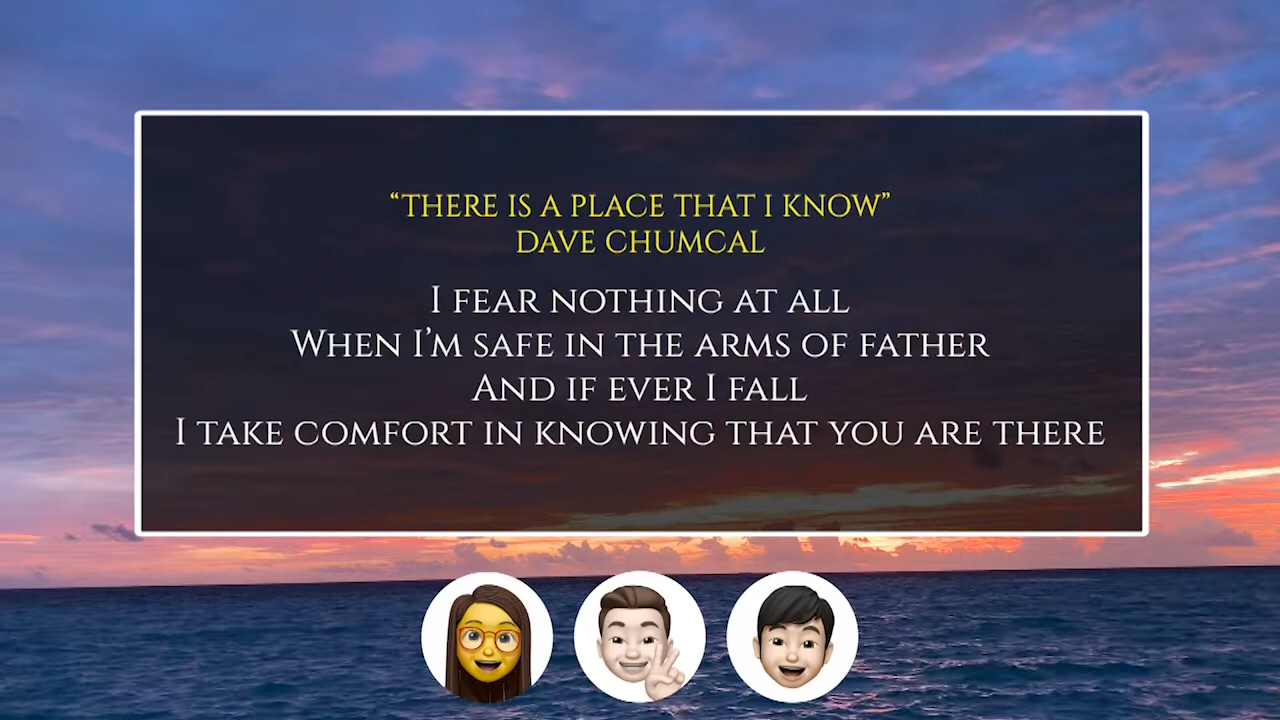 “THERE IS A PLACE THAT I KNOW”
DAVE CHUMCAL
I FEAR NOTHING AT ALL
WHEN I’M SAFE IN THE ARMS OF FATHER
AND IF EVER I FALL
I TAKE COMFORT IN KNOWING THAT YOU ARE THERE